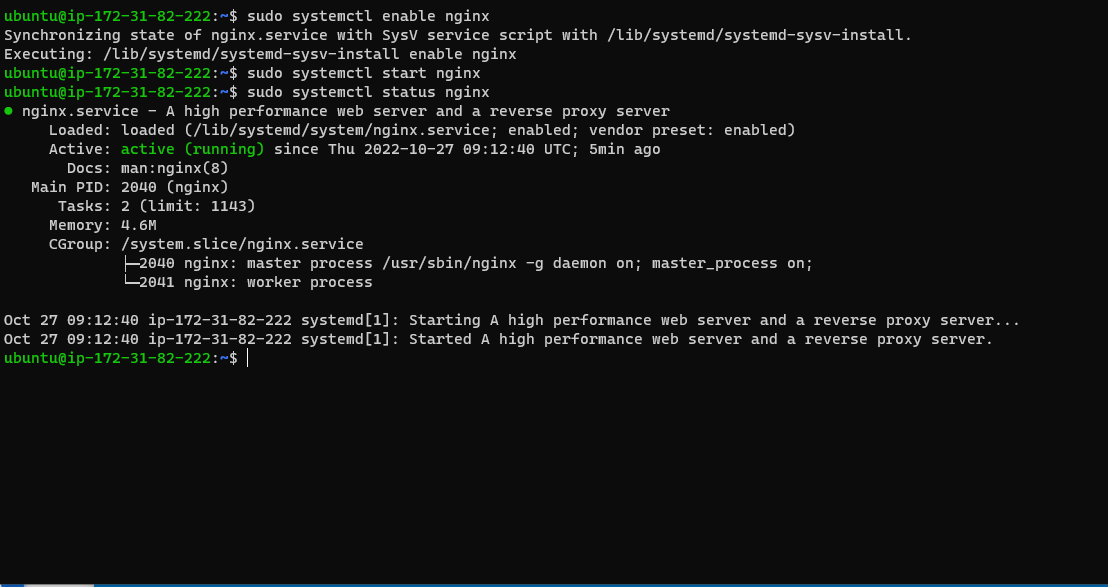 ubuntu@ip-172-31-82-222:~$ sudo systemctl enable nginx
Synchronizing state of nginx.service with SysV service script with /lib/systemd/systemd-sysv-install.
Executing: /lib/systemd/systemd-sysv-install enable nginx
ubuntu@ip-172-31-82-222:~$ sudo systemctl start nginx
ubuntu@ip-172-31-82-222:~$ sudo systemctl status nginx
● nginx.service - A high performance web server and a reverse proxy server
     Loaded: loaded (/lib/systemd/system/nginx.service; enabled; vendor preset: enabled)
     Active: active (running) since Thu 2022-10-27 09:12:40 UTC; 5min ago
       Docs: man:nginx(8)
   Main PID: 2040 (nginx)
      Tasks: 2 (limit: 1143)
     Memory: 4.6M
     CGroup: /system.slice/nginx.service
             ├─2040 nginx: master process /usr/sbin/nginx -g daemon on; master_process on;
             └─2041 nginx: worker process

Oct 27 09:12:40 ip-172-31-82-222 systemd[1]: Starting A high performance web server and a reverse proxy server...
Oct 27 09:12:40 ip-172-31-82-222 systemd[1]: Started A high performance web server and a reverse proxy server.
ubuntu@ip-172-31-82-222:~$